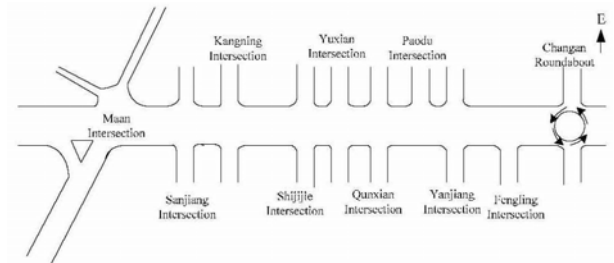 E
Kangning
Intersection
Yuxian
Intersection
Paodu
Intersection
Changan
Roundabout
Maan
Intersection
Sanjiang
Intersection
Shijijie
Intersection
Qunxian
Intersection
Yanjiang
Intersection
Fengling
Intersection